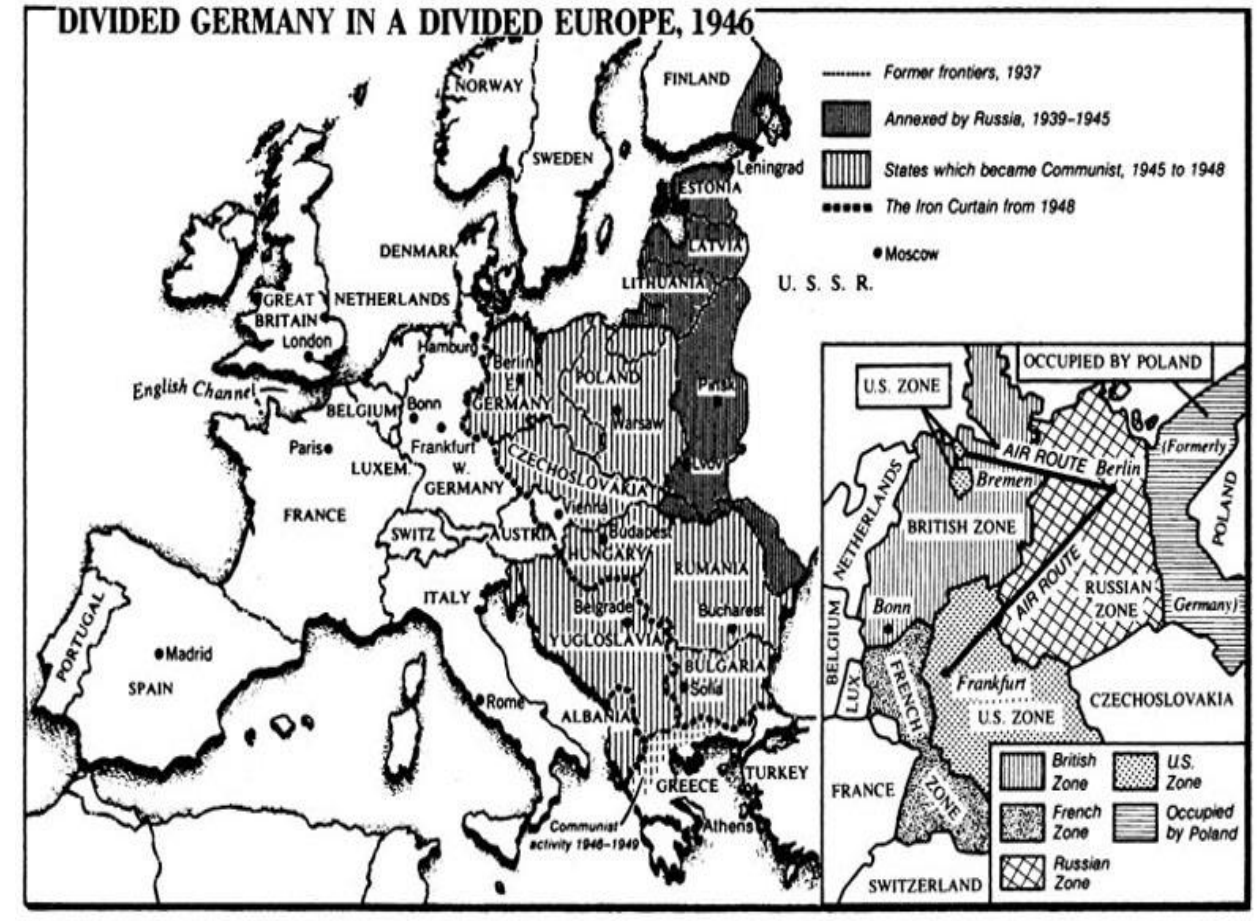 DIVIDED GERMANY IN A DIVIDED EUROPE, 1946
Former frontiers, 1937
Annexed by Russia, 1939-1945
States which became Communist, 1945 to 1948
The Iron Curtain from 1948
NORWAY
FINLAND
SWEDEN
Leningrad
ESTONIA
LATVIA
LITHUANIA
Moscow
U. S. S. R.
DENMARK
GREAT
BRITAIN
London
NETHERLANDS
Hamburg
English Channel
BELGIUM
Bonn
Paris
Frankfurt
LUXEM.
W.
GERMANY
Berlin
E.
GERMANY
POLAND
Warsaw
Pinsk
Lvov
CZECHOSLOVAKIA
FRANCE
SWITZ
AUSTRIA
Vienna
Budapest
HUNGARY
RUMANIA
ITALY
Belgrade
Bucharest
YUGLOSLAVIA
BULGARIA
Sofia
PORTUGAL
Madrid
SPAIN
Rome
ALBANIA
GREECE
TURKEY
Athens
Communist
activity 1946-1949
OCCUPIED BY POLAND
U.S. ZONE
AIR ROUTE
Berlin
Bremen
(Formerly
NETHERLANDS
BRITISH ZONE
POLAND
AIR ROUTE
RUSSIAN
ZONE
Germany)
BELGIUM
Bonn
LUX
FRENCH
ZONE
Frankfurt
U.S. ZONE
CZECHOSLOVAKIA
FRANCE
SWITZERLAND
British
Zone
U.S.
Zone
French
Zone
Occupied
by Poland
Russian
Zone